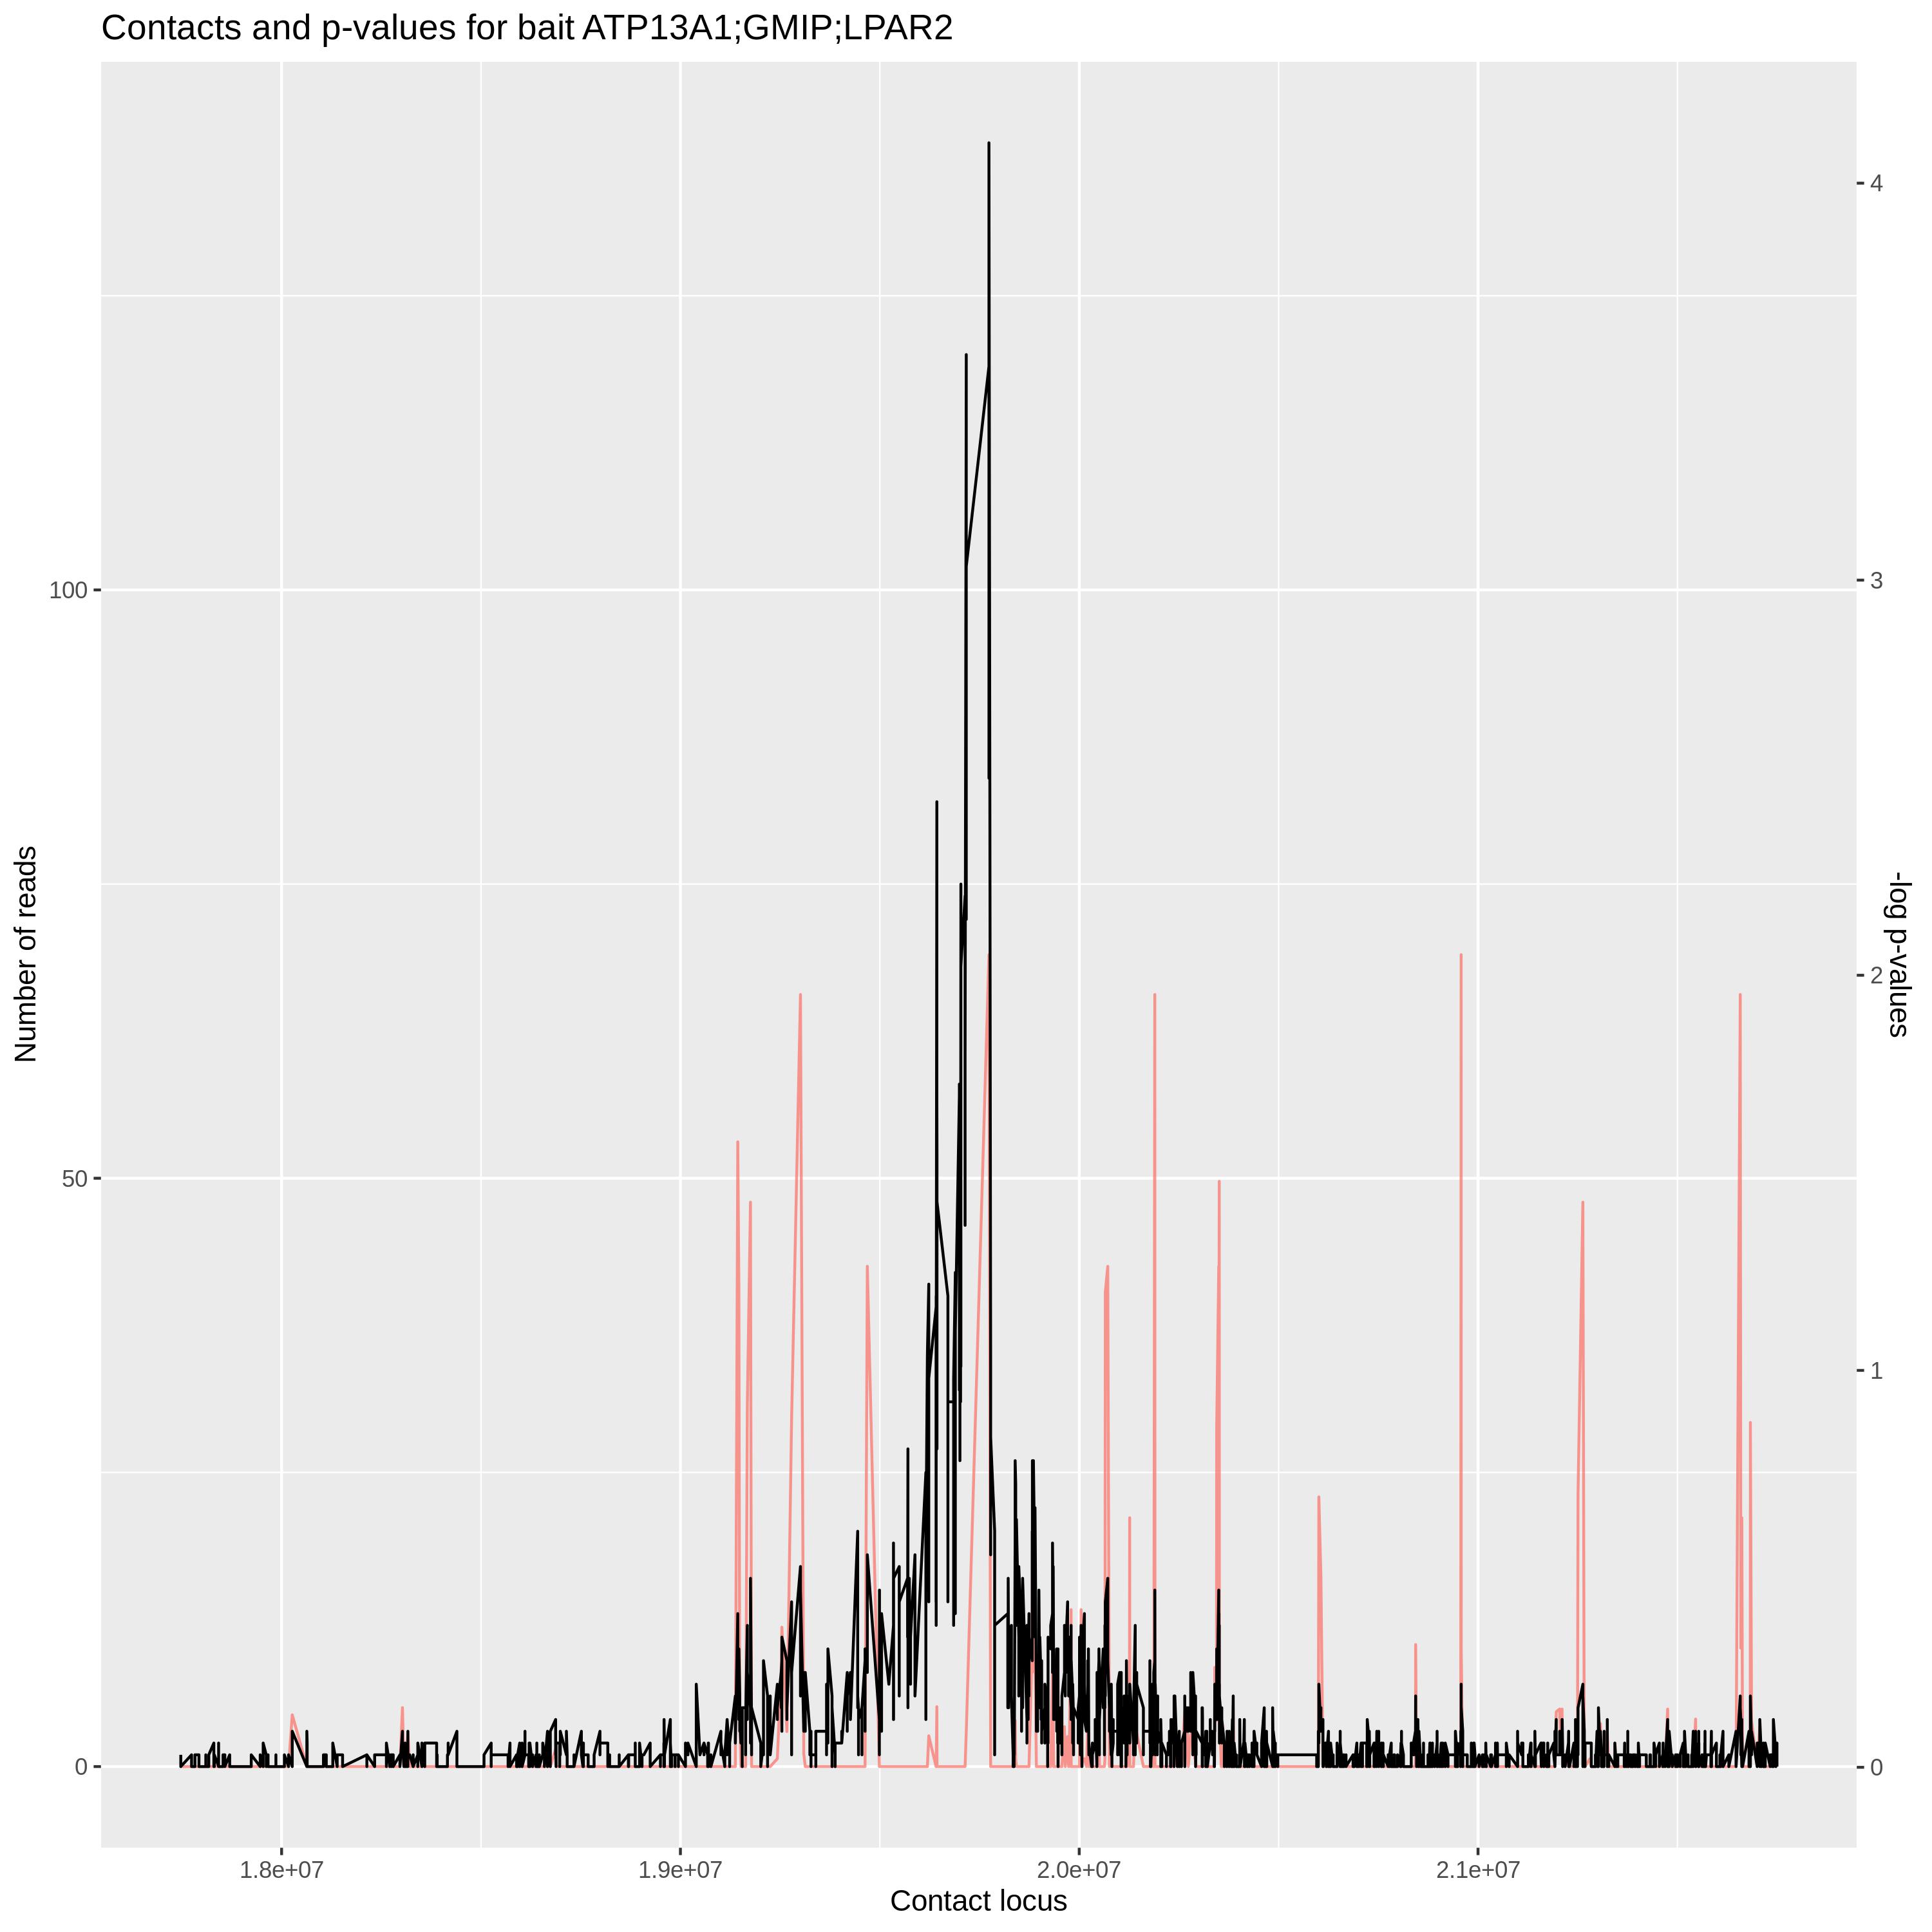 Contacts and p-values for bait ATP13A1;GMIP;LPAR2
4
3
100
Number of reads
-log p-values
2
50
1
0
0
1.8e+07
1.9e+07
2.0e+07
2.1e+07
Contact locus